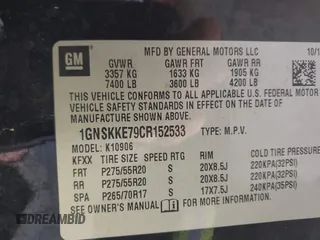 GM
MFD BY GENERAL MOTORS LLC 10/1
GVWR GAWR FRT GAWR RR
3357 KG 1633 KG 1905 KG
7400 LB 3600 LB 4200 LB
THIS VEHICLE CONFORMS TO ALL APPLICABLE
U.S. FEDERAL MOTOR VEHICLE SAFETY
STANDARDS IN EFFECT ON THE DATE OF
MANUFACTURE SHOWN ABOVE.
1GNSKKE79CR152533 TYPE: M.P.V.
MODEL: K10906
KFXX TIRE SIZE SPEED RTG RIM COLD TIRE PRESSURE
FRT P275/55R20 S 20X8.5J 220KPA(32PSI)
RR P275/55R20 S 20X8.5J 220KPA(32PSI)
SPA P265/70R17 S 17X7.5J 240KPA(35PSI)
SEE OWNER'S MANUAL FOR ADDITIONAL INFORMATION
DREAMBID